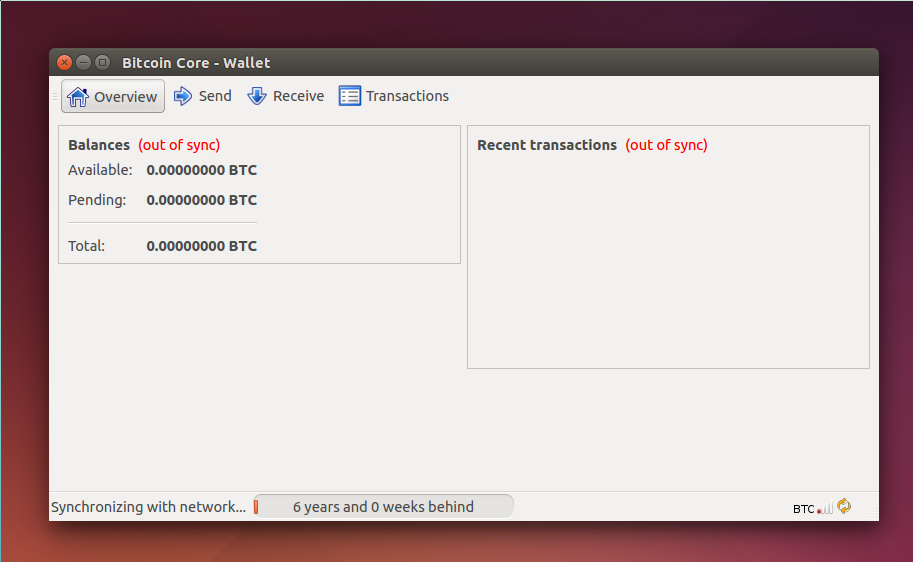 Bitcoin Core - Wallet
Overview Send Receive Transactions
Balances (out of sync)
Available: 0.00000000 BTC
Pending: 0.00000000 BTC
Total: 0.00000000 BTC
Recent transactions (out of sync)
Synchronizing with network... 6 years and 0 weeks behind BTC